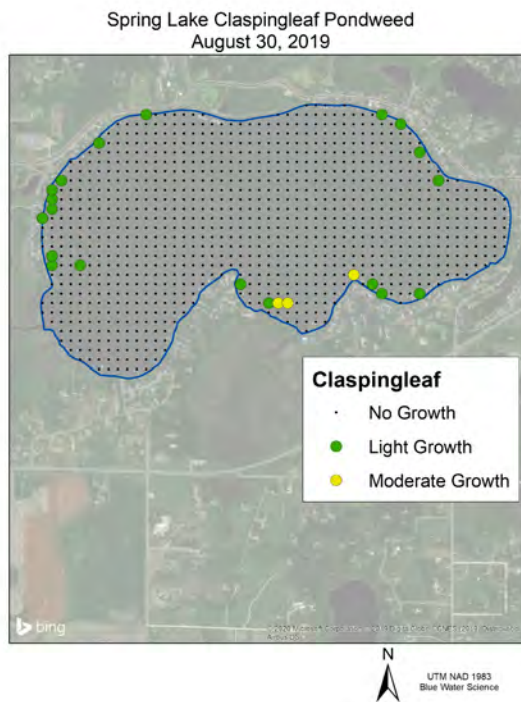 Spring Lake Claspingleaf Pondweed
August 30, 2019
Claspingleaf
No Growth
Light Growth
Moderate Growth
bing
N
UTM NAD 1983
Blue Water Science